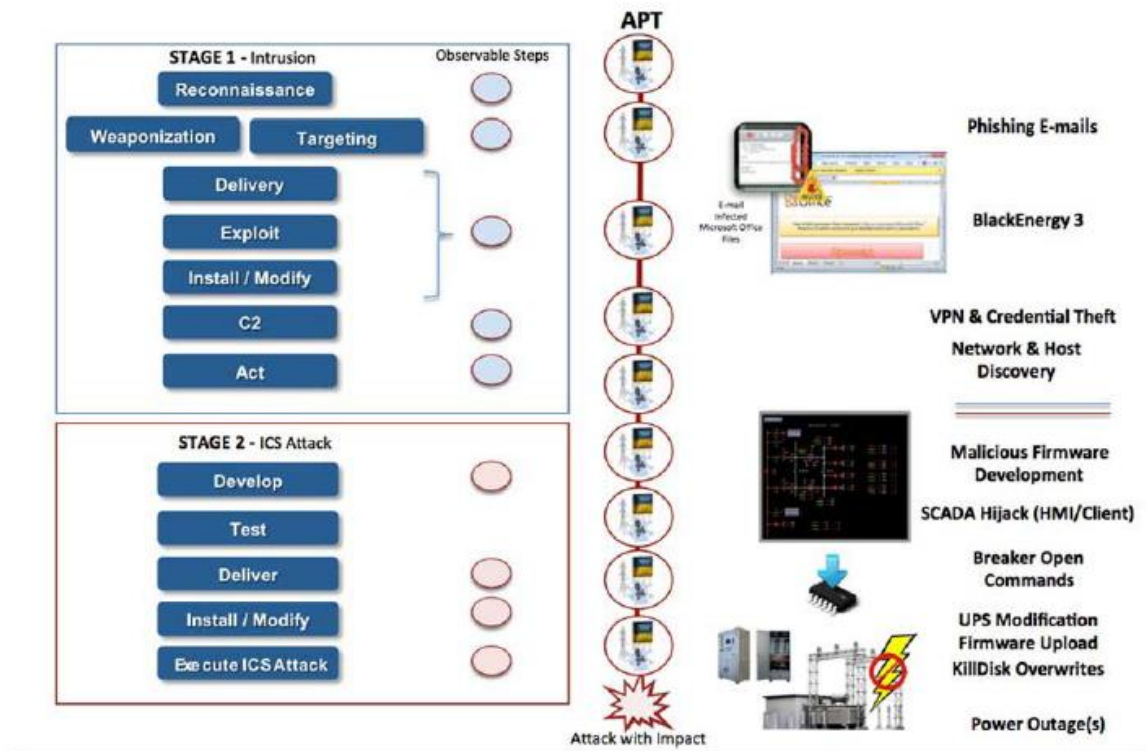 APT
STAGE 1 - Intrusion
Observable Steps
Reconnaissance
Weaponization
Targeting
Delivery
Exploit
Install / Modify
C2
Act
STAGE 2 - ICS Attack
Develop
Test
Deliver
Install / Modify
Execute ICS Attack
Attack with Impact
Phishing E-mails
E-mail
Infected
Microsoft Office
Files
BlackEnergy 3
VPN & Credential Theft
Network & Host
Discovery
Malicious Firmware
Development
SCADA Hijack (HMI/Client)
Breaker Open
Commands
UPS Modification
Firmware Upload
KillDisk Overwrites
Power Outage(s)